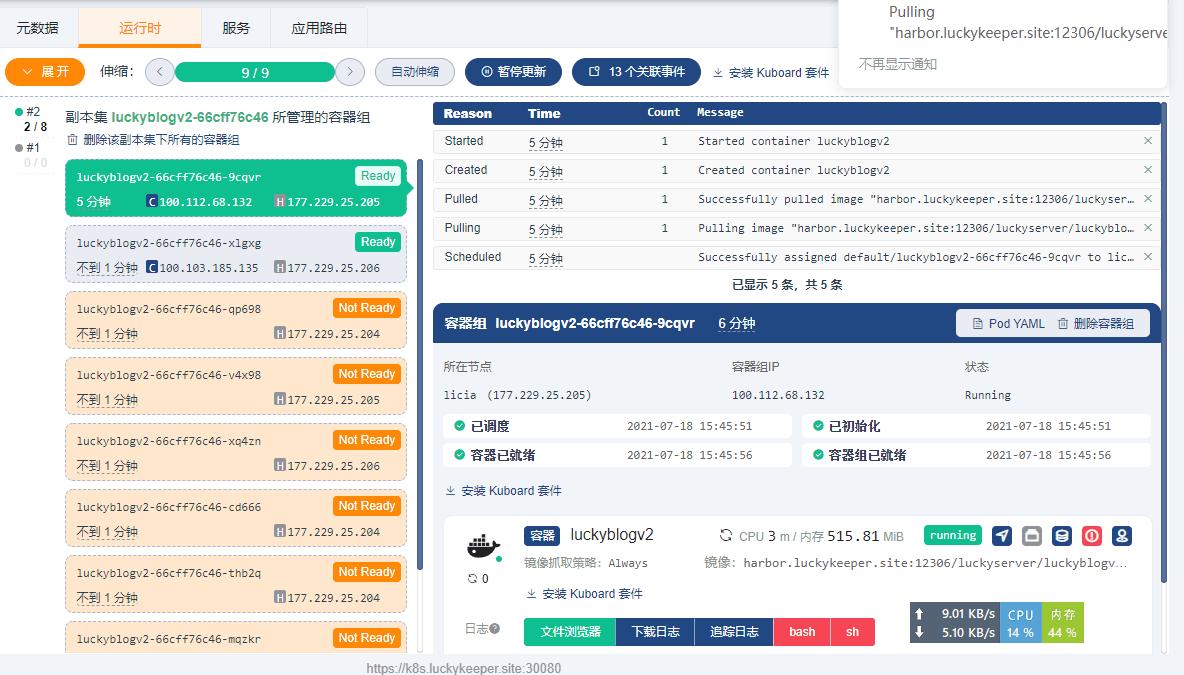 元数据 运行时 服务 应用路由
Pulling
"harbor.luckykeeper.site:12306/luckyserve
不再显示通知
展开 伸缩： 9 / 9 自动伸缩 暂停更新 13 个关联事件 安装 Kuboard 套件
#2
2 / 8
#1
0 / 0
副本集 luckyblogv2-66cff76c46 所管理的容器组
删除该副本集下所有的容器组
luckyblogv2-66cff76c46-9cqvr Ready
5 分钟 C 100.112.68.132 H 177.229.25.205
luckyblogv2-66cff76c46-xlgxg Ready
不到 1 分钟 C 100.103.185.135 H 177.229.25.206
luckyblogv2-66cff76c46-qp698 Not Ready
不到 1 分钟 H 177.229.25.204
luckyblogv2-66cff76c46-v4x98 Not Ready
不到 1 分钟 H 177.229.25.205
luckyblogv2-66cff76c46-xq4zn Not Ready
不到 1 分钟 H 177.229.25.206
luckyblogv2-66cff76c46-cd666 Not Ready
不到 1 分钟 H 177.229.25.204
luckyblogv2-66cff76c46-thb2q Not Ready
不到 1 分钟 H 177.229.25.204
luckyblogv2-66cff76c46-mqzkr Not Ready
Reason Time Count Message
Started 5 分钟 1 Started container luckyblogv2
Created 5 分钟 1 Created container luckyblogv2
Pulled 5 分钟 1 Successfully pulled image "harbor.luckykeeper.site:12306/luckyser…
Pulling 5 分钟 1 Pulling image "harbor.luckykeeper.site:12306/luckyserver/luckyblo…
Scheduled 5 分钟 Successfully assigned default/luckyblogv2-66cff76c46-9cqvr to lic…
已显示 5 条，共 5 条
容器组 luckyblogv2-66cff76c46-9cqvr 6 分钟 Pod YAML 删除容器组
所在节点 容器组IP 状态
licia (177.229.25.205) 100.112.68.132 Running
已调度 2021-07-18 15:45:51 已初始化 2021-07-18 15:45:51
容器已就绪 2021-07-18 15:45:56 容器组已就绪 2021-07-18 15:45:56
安装 Kuboard 套件
容器 luckyblogv2 CPU 3 m / 内存 515.81 MiB running
0 镜像抓取策略: Always 镜像: harbor.luckykeeper.site:12306/luckyserver/luckyblogv…
安装 Kuboard 套件
日志 文件浏览器 下载日志 追踪日志 bash sh
9.01 KB/s CPU 内存
5.10 KB/s 14 % 44 %
https://k8s.luckykeeper.site:30080